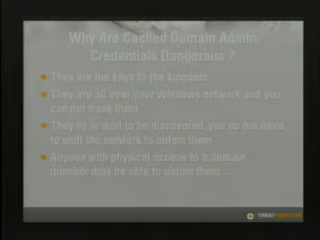 Why Are Cached Domain Admin
Credentials Dangerous ?
They are the keys to the kingdom
They are all over your Windows network and you
can not track them
They lie in wait to be discovered, you do not have
to sniff the network to obtain them
Anyone with physical access to a domain
member may be able to obtain them